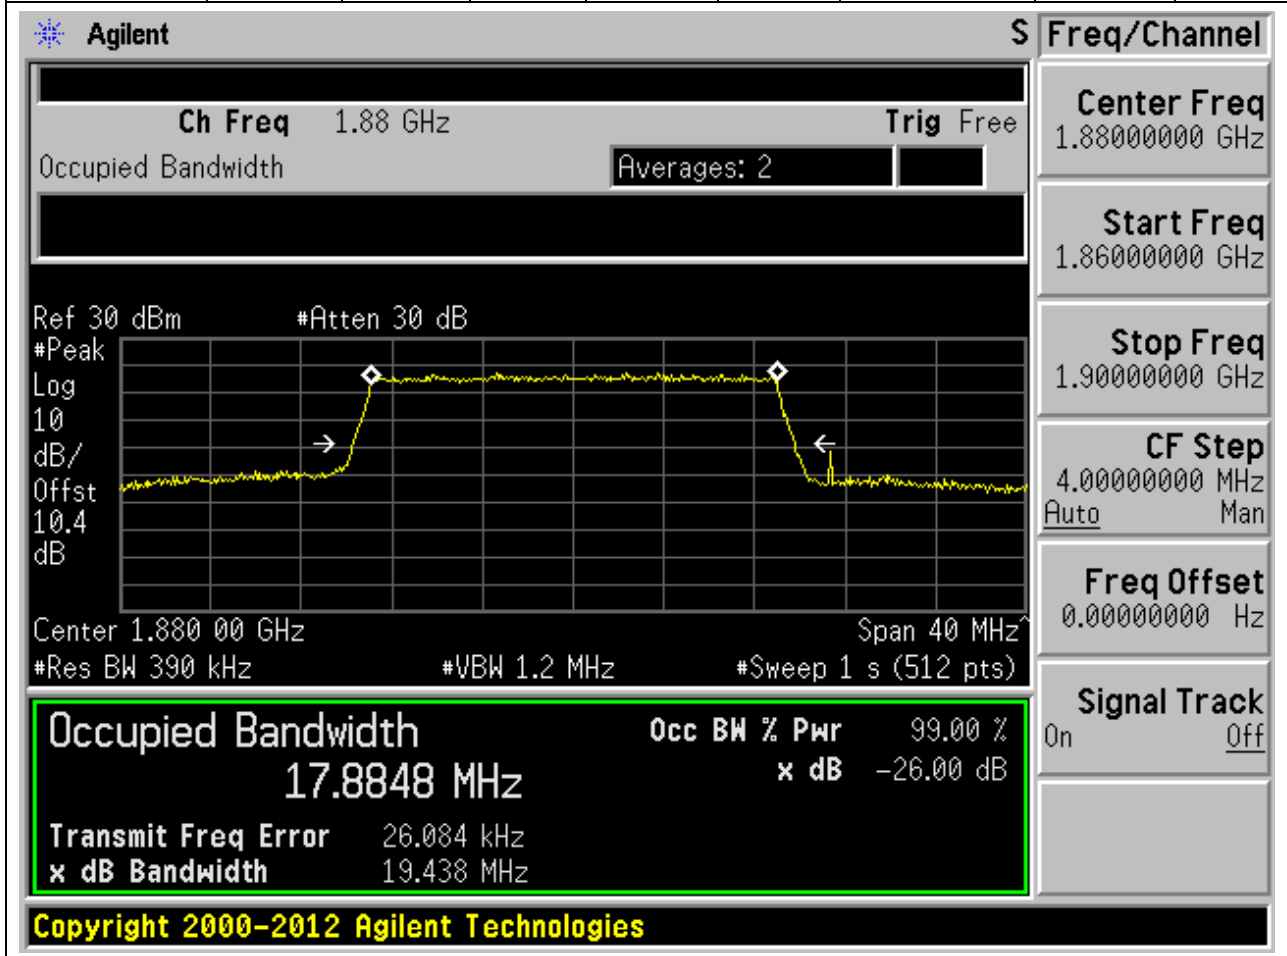 Agilent
S
Freq/Channel
Ch Freq 1.88 GHz
Trig Free
Occupied Bandwidth
Averages: 2
Center Freq
1.88000000 GHz
Start Freq
1.86000000 GHz
Stop Freq
1.90000000 GHz
CF Step
4.00000000 MHz
Auto Man
Freq Offset
0.00000000 Hz
Signal Track
On Off
Ref 30 dBm
#Atten 30 dB
#Peak
Log
10
dB/
Offst
10.4
dB
Center 1.880 00 GHz
Span 40 MHz^
#Res BW 390 kHz
#VBW 1.2 MHz
#Sweep 1 s (512 pts)
Occupied Bandwidth
17.8848 MHz
Occ BW % Pwr 99.00 %
x dB -26.00 dB
Transmit Freq Error 26.084 kHz
x dB Bandwidth 19.438 MHz
Copyright 2000-2012 Agilent Technologies